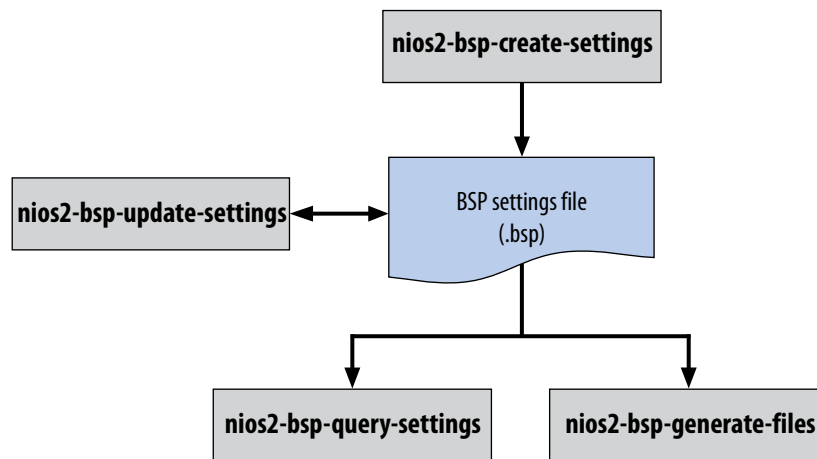 nios2-bsp-create-settings
BSP settings file
(.bsp)
nios2-bsp-update-settings
nios2-bsp-query-settings
nios2-bsp-generate-files